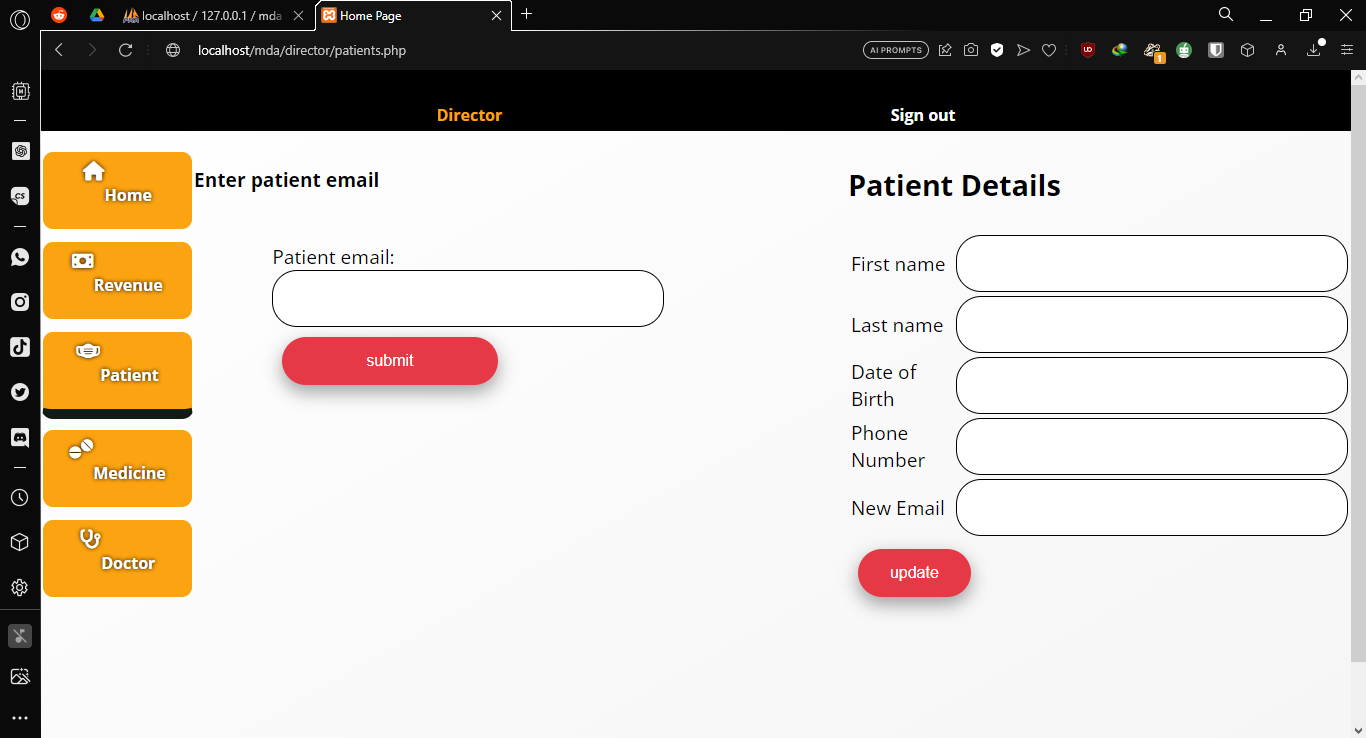 localhost / 127.0.0.1 / mda
Home Page
localhost/mda/director/patients.php
AI PROMPTS
1
Director
Sign out
Home
Revenue
Patient
Medicine
Doctor
Enter patient email
Patient email:
submit
Patient Details
First name
Last name
Date of
Birth
Phone
Number
New Email
update